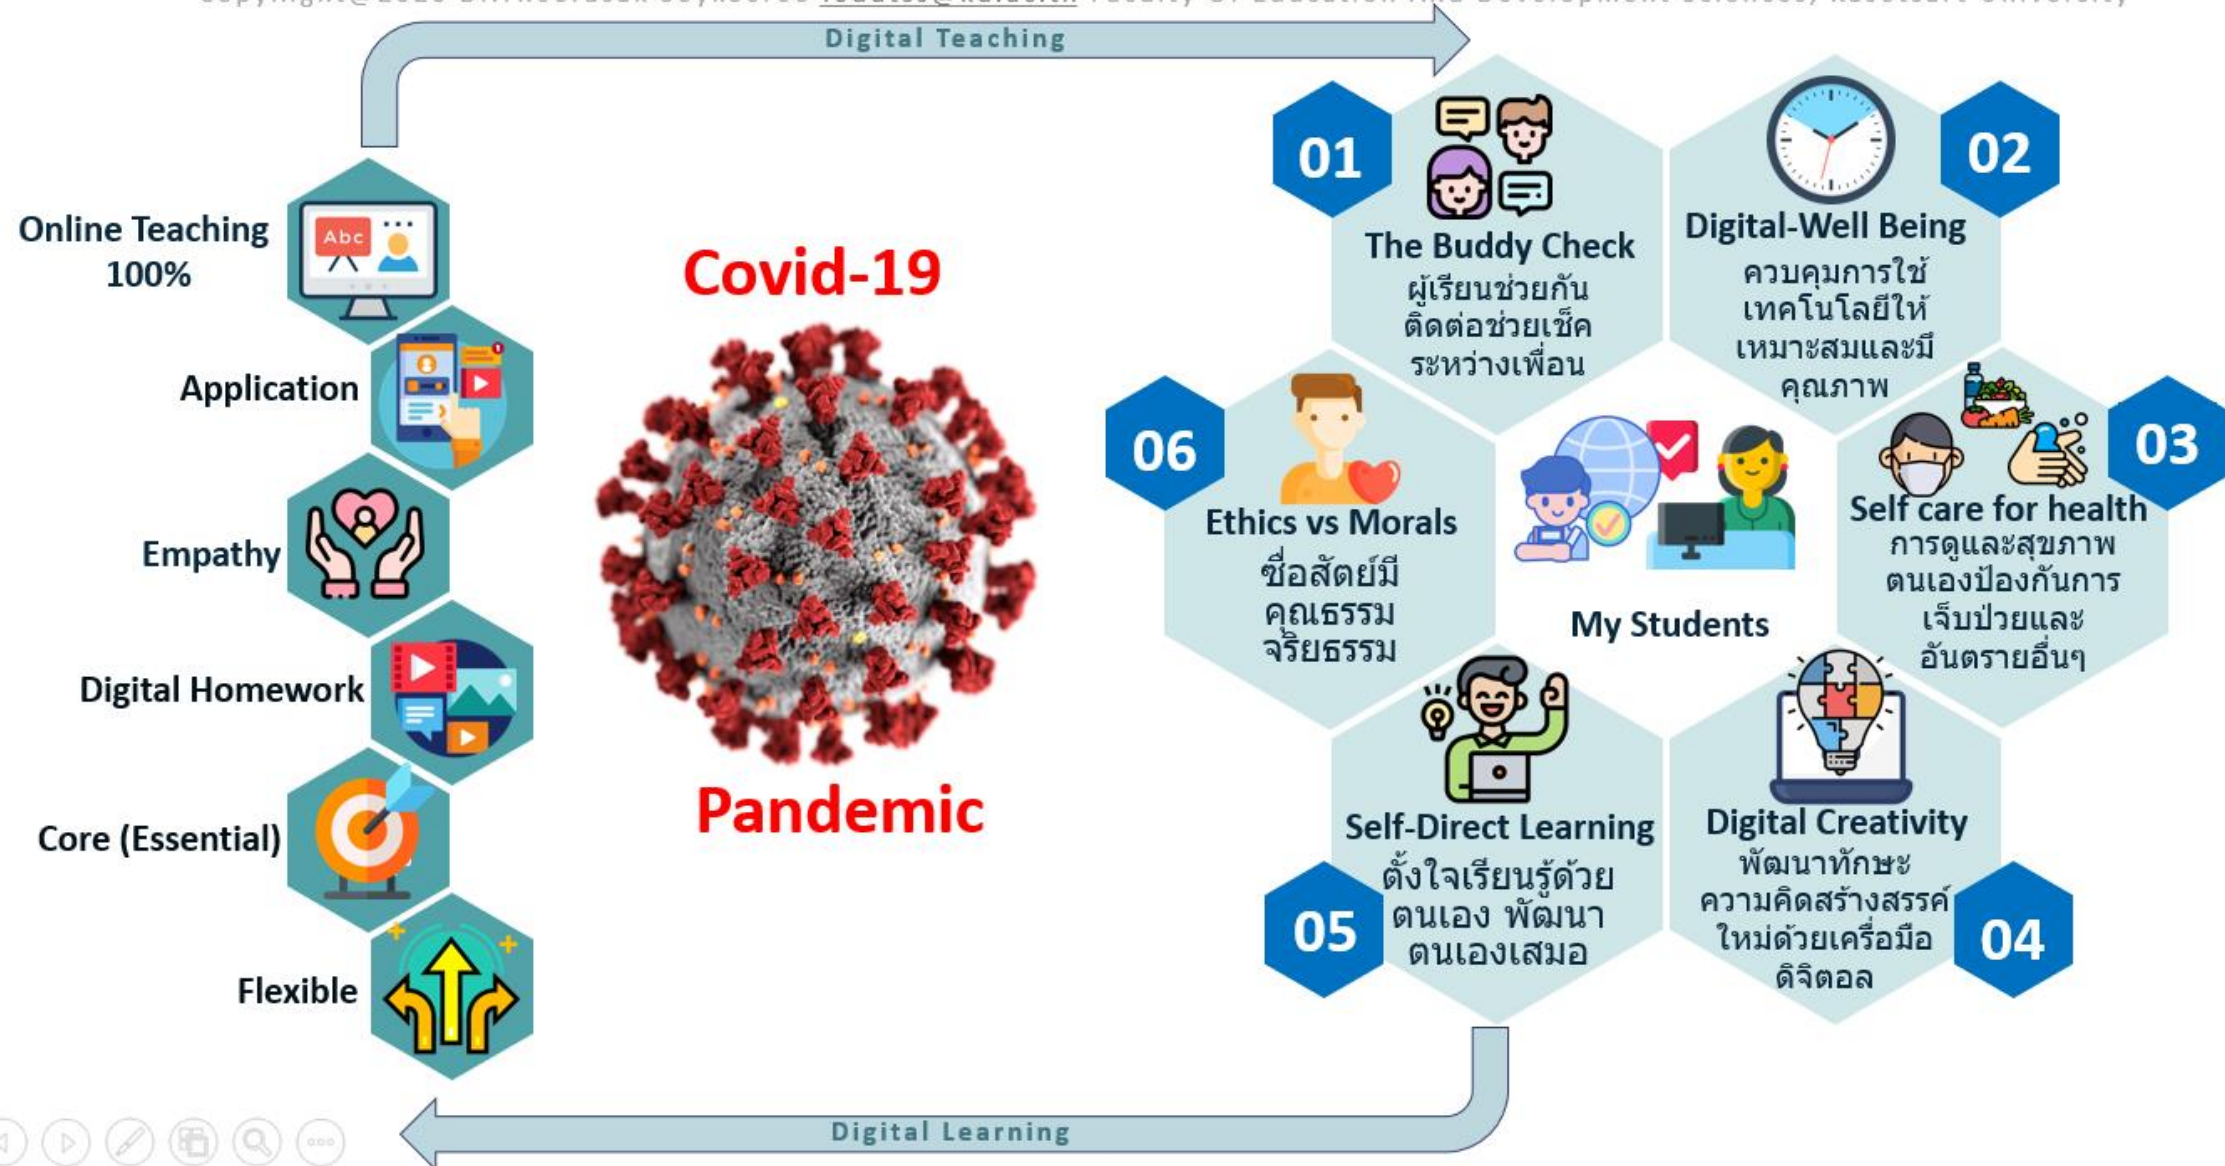 Faculty Of Education And Development Sciences, Kasetsart University
Digital Teaching
Online Teaching
100%
Abc
Application
Empathy
Digital Homework
Core (Essential)
Flexible
Covid-19
Pandemic
01
The Buddy Check
ผู้เรียนช่วยกัน
ติดต่อช่วยเช็ค
ระหว่างเพื่อน
02
Digital-Well Being
ควบคุมการใช้
เทคโนโลยีให้
เหมาะสมและมี
คุณภาพ
03
Self care for health
การดูและสุขภาพ
ตนเองป้องกันการ
เจ็บป่วยและ
อันตรายอื่นๆ
04
Digital Creativity
พัฒนาทักษะ
ความคิดสร้างสรรค์
ใหม่ด้วยเครื่อมือ
ดิจิตอล
05
Self-Direct Learning
ตั้งใจเรียนรู้ด้วย
ตนเอง พัฒนา
ตนเองเสมอ
06
Ethics vs Morals
ซื่อสัตย์มี
คุณธรรม
จริยธรรม
My Students
Digital Learning